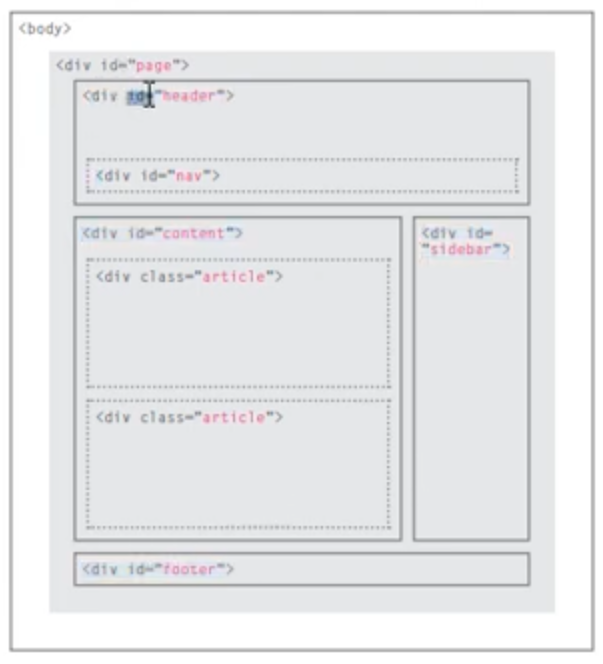 <body>
<div id="page">
<div id="header">
<div id="nav">
<div id="content">
<div id=
"sidebar">
<div class="article">
<div class="article">
<div id="footer">